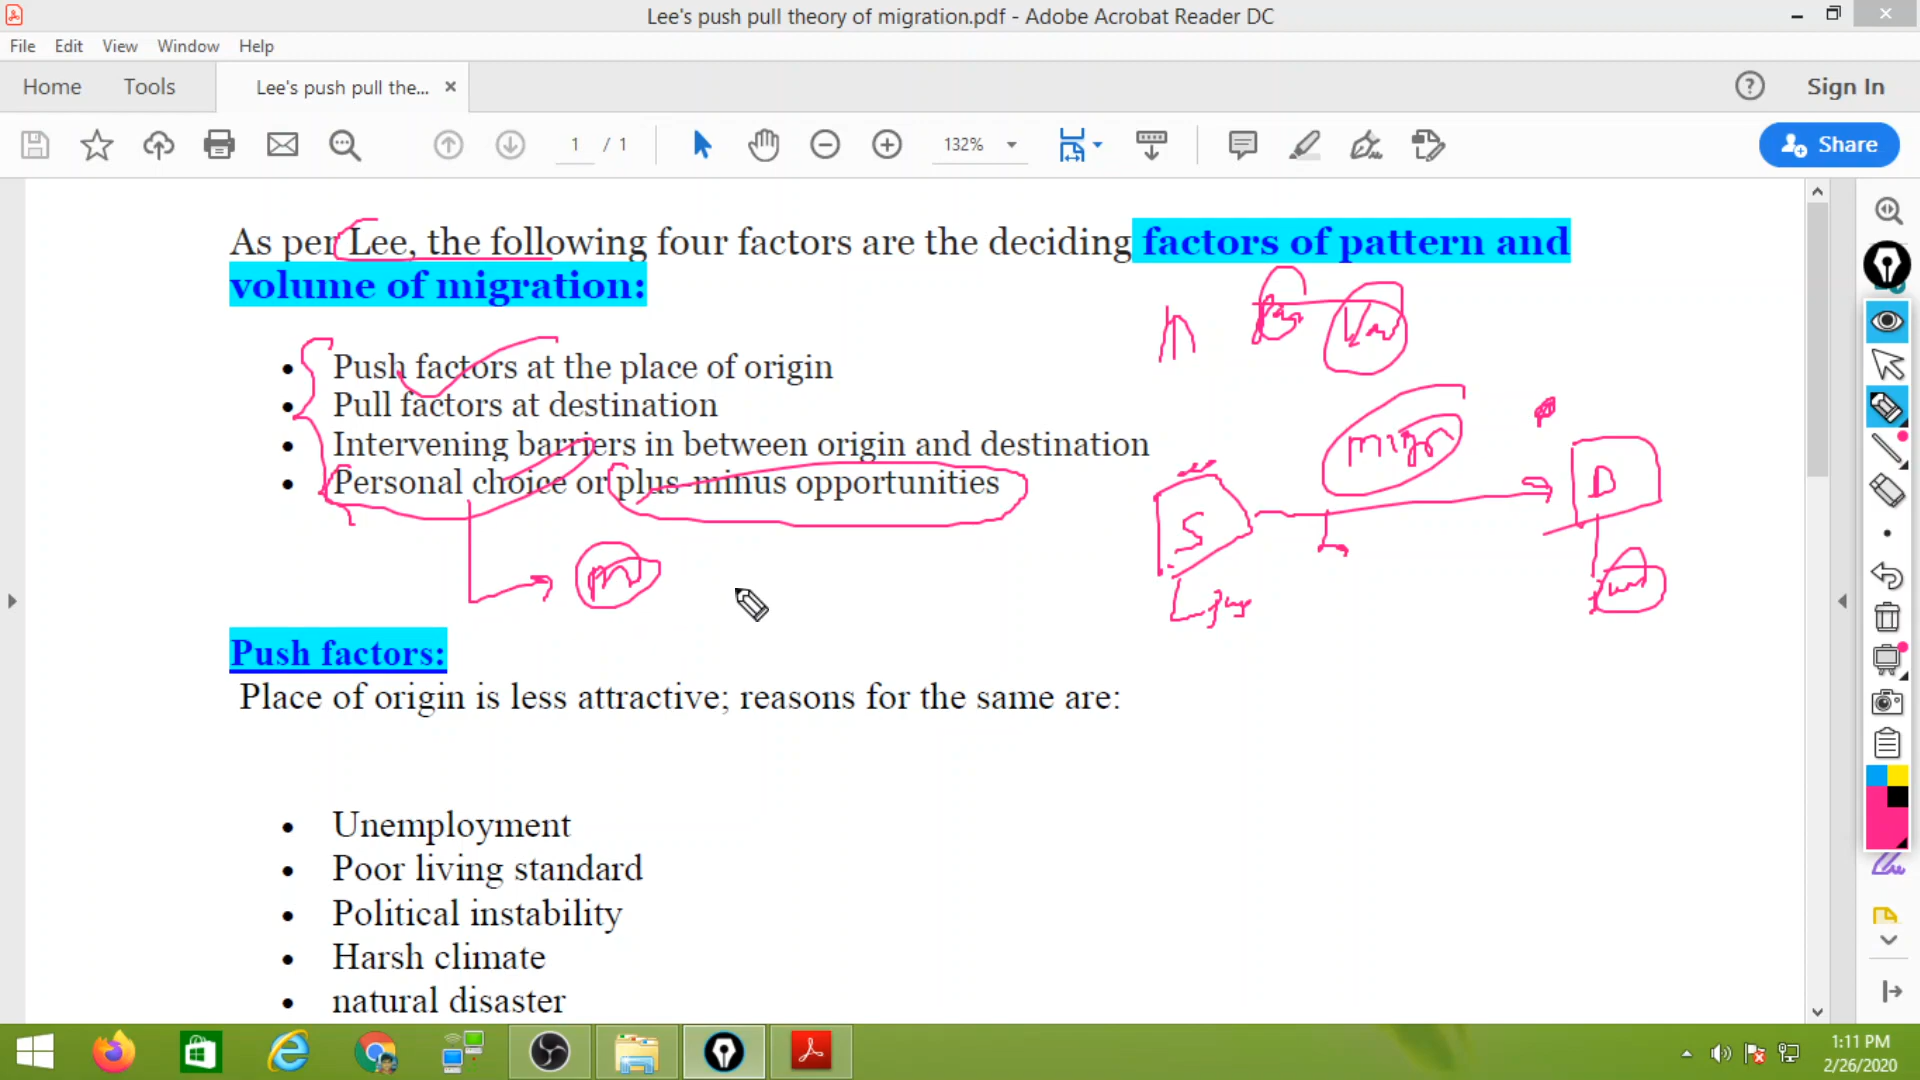 Lee's push pull theory of migration.pdf - Adobe Acrobat Reader DC
File Edit View Window Help
Home Tools Lee's push pull the... × Sign In
1 / 1 132% Share
As per Lee, the following four factors are the deciding factors of pattern and
volume of migration:
• Push factors at the place of origin
• Pull factors at destination
• Intervening barriers in between origin and destination
• Personal choice or plus-minus opportunities
migr
S
D
m
Push factors:
Place of origin is less attractive; reasons for the same are:
• Unemployment
• Poor living standard
• Political instability
• Harsh climate
• natural disaster
1:11 PM
2/26/2020